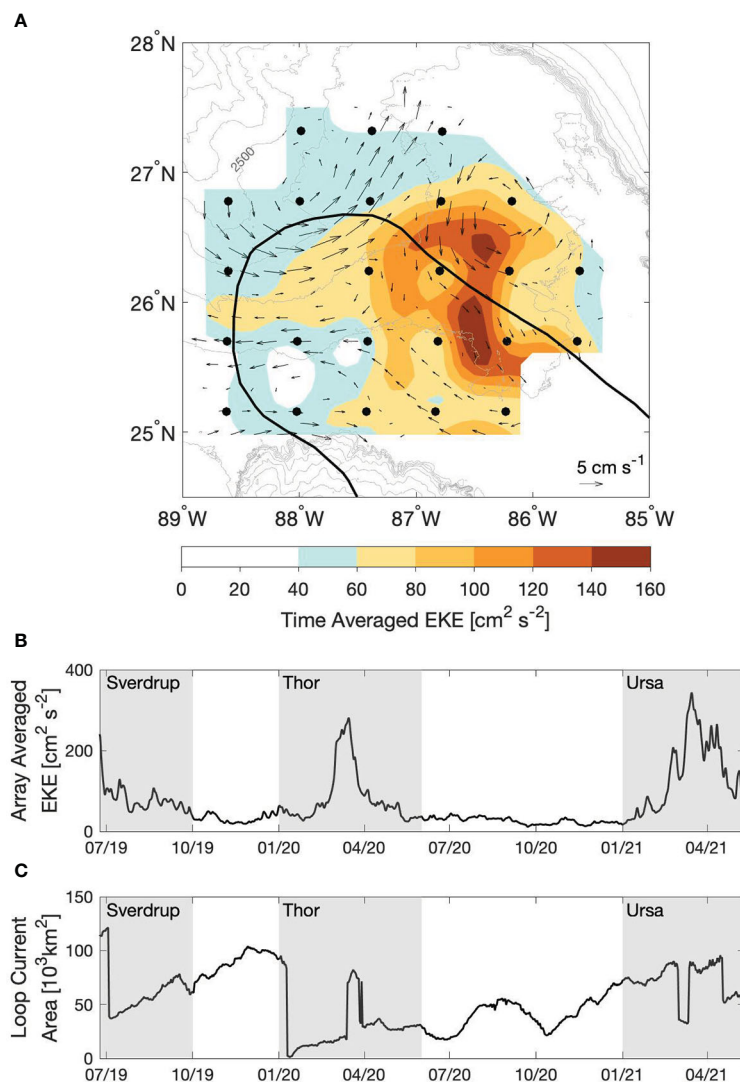 A
28°N
27°N
26°N
25°N
2500
5 cm s⁻¹
89°W 88°W 87°W 86°W 85°W
0 20 40 60 80 100 120 140 160
Time Averaged EKE [cm² s⁻²]
B
Array Averaged
EKE [cm² s⁻²]
400
200
0
Sverdrup Thor Ursa
07/19 10/19 01/20 04/20 07/20 10/20 01/21 04/21
C
Loop Current
Area [10³km²]
150
100
50
0
Sverdrup Thor Ursa
07/19 10/19 01/20 04/20 07/20 10/20 01/21 04/21